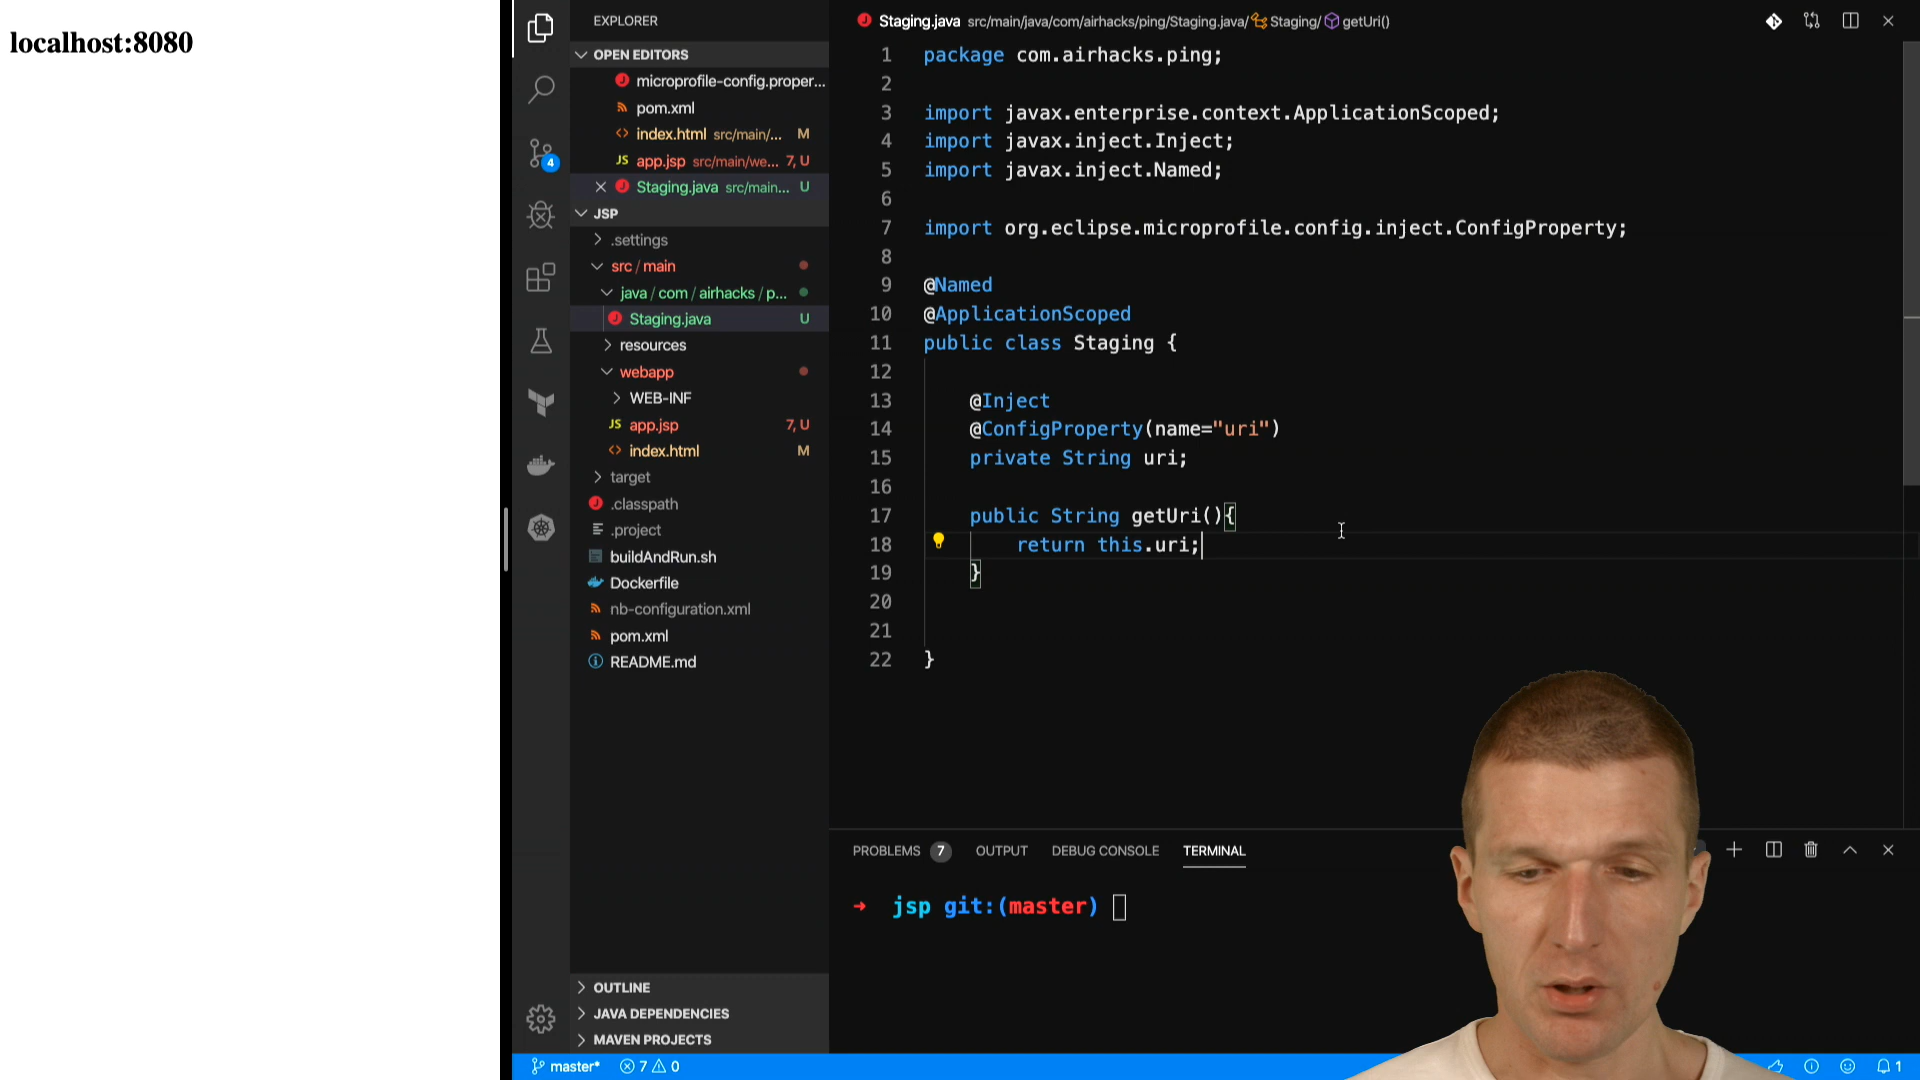 localhost:8080
EXPLORER
OPEN EDITORS
microprofile-config.proper...
pom.xml
index.html src/main/... M
JS app.jsp src/main/we... 7, U
Staging.java src/main... U
JSP
.settings
src / main
java / com / airhacks / p...
Staging.java U
resources
webapp
WEB-INF
JS app.jsp 7, U
index.html M
target
.classpath
.project
buildAndRun.sh
Dockerfile
nb-configuration.xml
pom.xml
README.md
OUTLINE
JAVA DEPENDENCIES
MAVEN PROJECTS
4
Staging.java src/main/java/com/airhacks/ping/Staging.java/ Staging/ getUri()
1 package com.airhacks.ping;
2
3 import javax.enterprise.context.ApplicationScoped;
4 import javax.inject.Inject;
5 import javax.inject.Named;
6
7 import org.eclipse.microprofile.config.inject.ConfigProperty;
8
9 @Named
10 @ApplicationScoped
11 public class Staging {
12
13 @Inject
14 @ConfigProperty(name="uri")
15 private String uri;
16
17 public String getUri(){
18 return this.uri;
19 }
20
21
22 }
PROBLEMS 7 OUTPUT DEBUG CONSOLE TERMINAL
➜ jsp git:(master)
master* 7 0 1